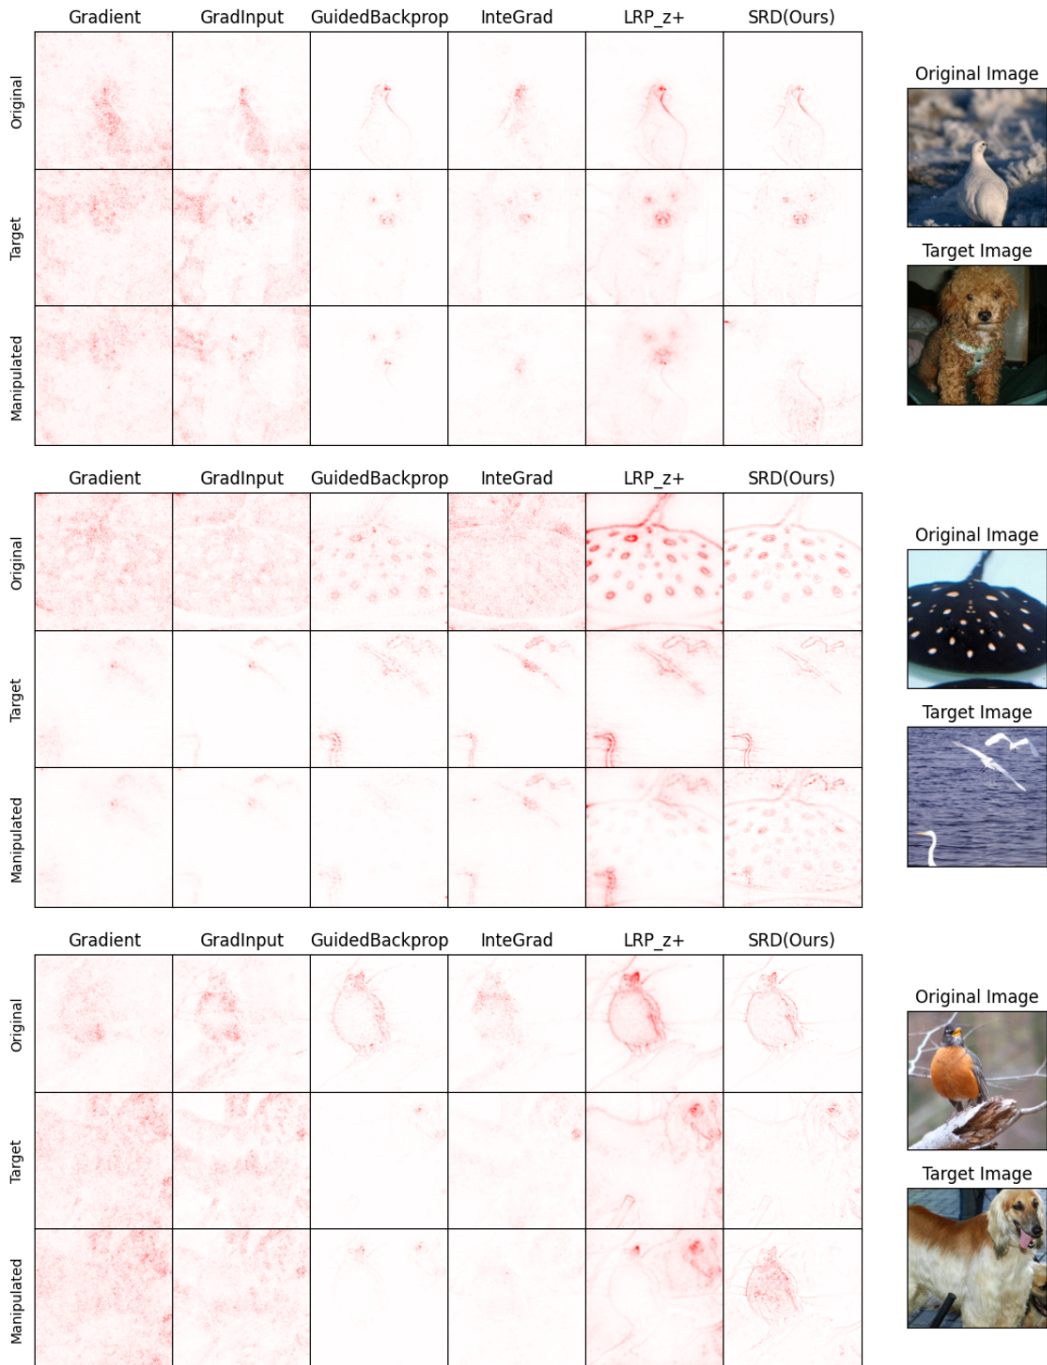 Gradient GradInput GuidedBackprop InteGrad LRP_z+ SRD(Ours)
Original
Target
Manipulated
Original Image
Target Image
Gradient GradInput GuidedBackprop InteGrad LRP_z+ SRD(Ours)
Original
Target
Manipulated
Original Image
Target Image
Gradient GradInput GuidedBackprop InteGrad LRP_z+ SRD(Ours)
Original
Target
Manipulated
Original Image
Target Image